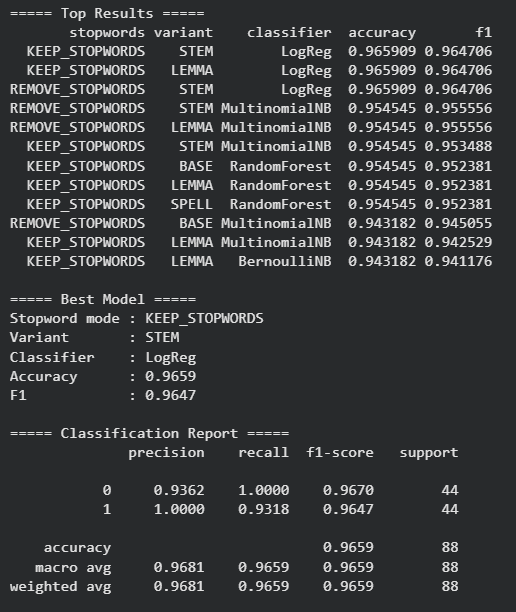 ===== Top Results =====
stopwords variant classifier accuracy f1
KEEP_STOPWORDS STEM LogReg 0.965909 0.964706
KEEP_STOPWORDS LEMMA LogReg 0.965909 0.964706
REMOVE_STOPWORDS STEM LogReg 0.965909 0.964706
REMOVE_STOPWORDS STEM MultinomialNB 0.954545 0.955556
REMOVE_STOPWORDS LEMMA MultinomialNB 0.954545 0.955556
KEEP_STOPWORDS STEM MultinomialNB 0.954545 0.953488
KEEP_STOPWORDS BASE RandomForest 0.954545 0.952381
KEEP_STOPWORDS LEMMA RandomForest 0.954545 0.952381
KEEP_STOPWORDS SPELL RandomForest 0.954545 0.952381
REMOVE_STOPWORDS BASE MultinomialNB 0.943182 0.945055
KEEP_STOPWORDS LEMMA MultinomialNB 0.943182 0.942529
KEEP_STOPWORDS LEMMA BernoulliNB 0.943182 0.941176
===== Best Model =====
Stopword mode : KEEP_STOPWORDS
Variant : STEM
Classifier : LogReg
Accuracy : 0.9659
F1 : 0.9647
===== Classification Report =====
precision recall f1-score support
0 0.9362 1.0000 0.9670 44
1 1.0000 0.9318 0.9647 44
accuracy 0.9659 88
macro avg 0.9681 0.9659 0.9659 88
weighted avg 0.9681 0.9659 0.9659 88